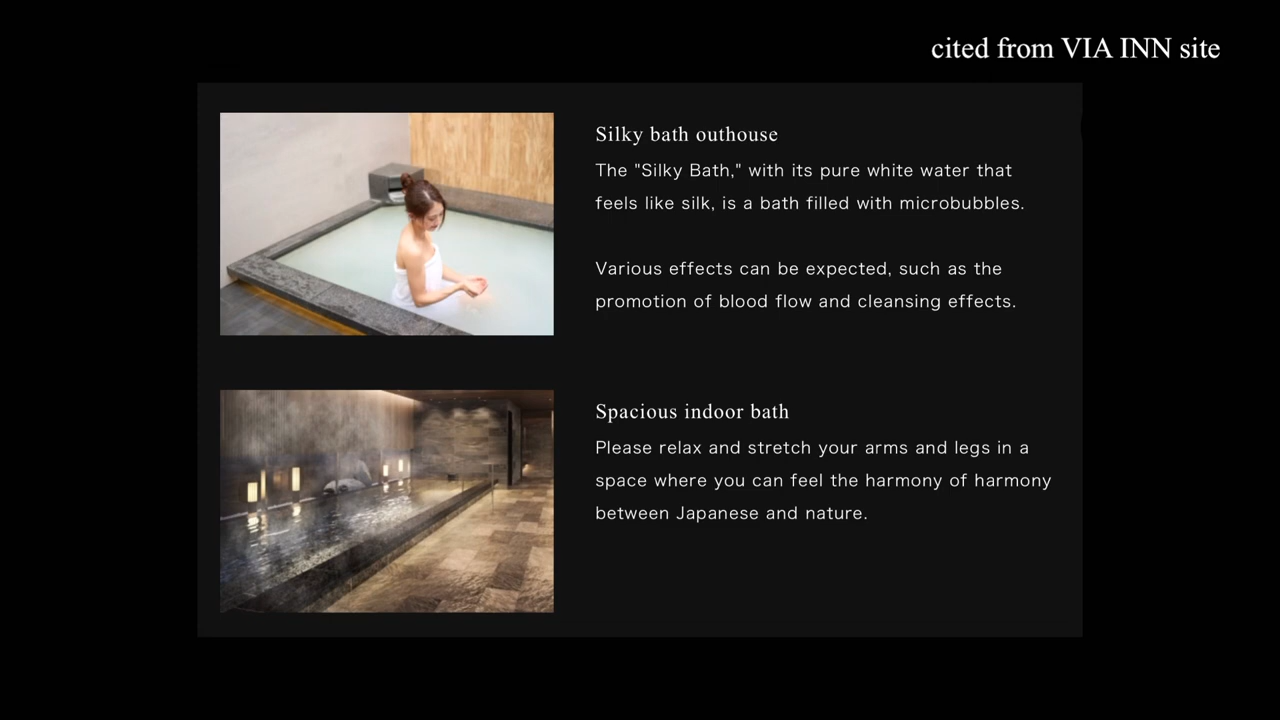 cited from VIA INN site
Silky bath outhouse
The "Silky Bath," with its pure white water that
feels like silk, is a bath filled with microbubbles.
Various effects can be expected, such as the
promotion of blood flow and cleansing effects.
Spacious indoor bath
Please relax and stretch your arms and legs in a
space where you can feel the harmony of harmony
between Japanese and nature.